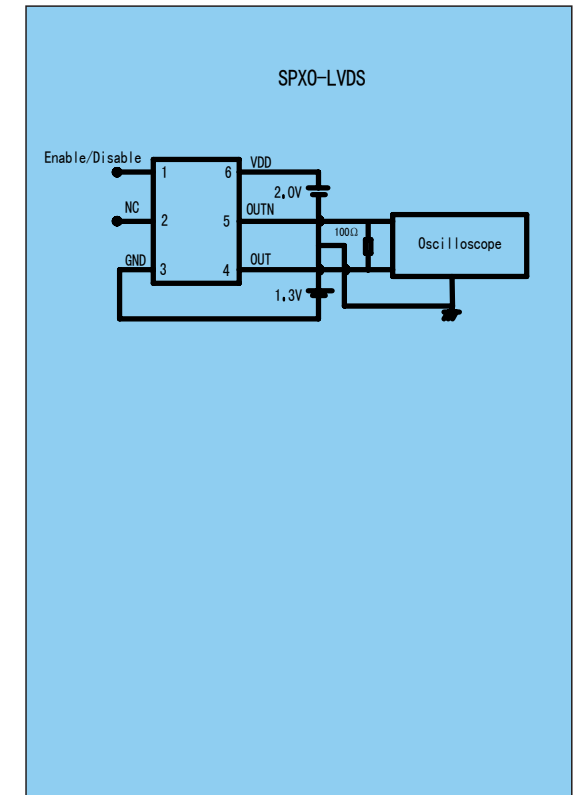 SPXO-LVDS
Enable/Disable
1
6
VDD
2.0V
NC
2
5
OUTN
100Ω
Oscilloscope
GND
3
4
OUT
1.3V